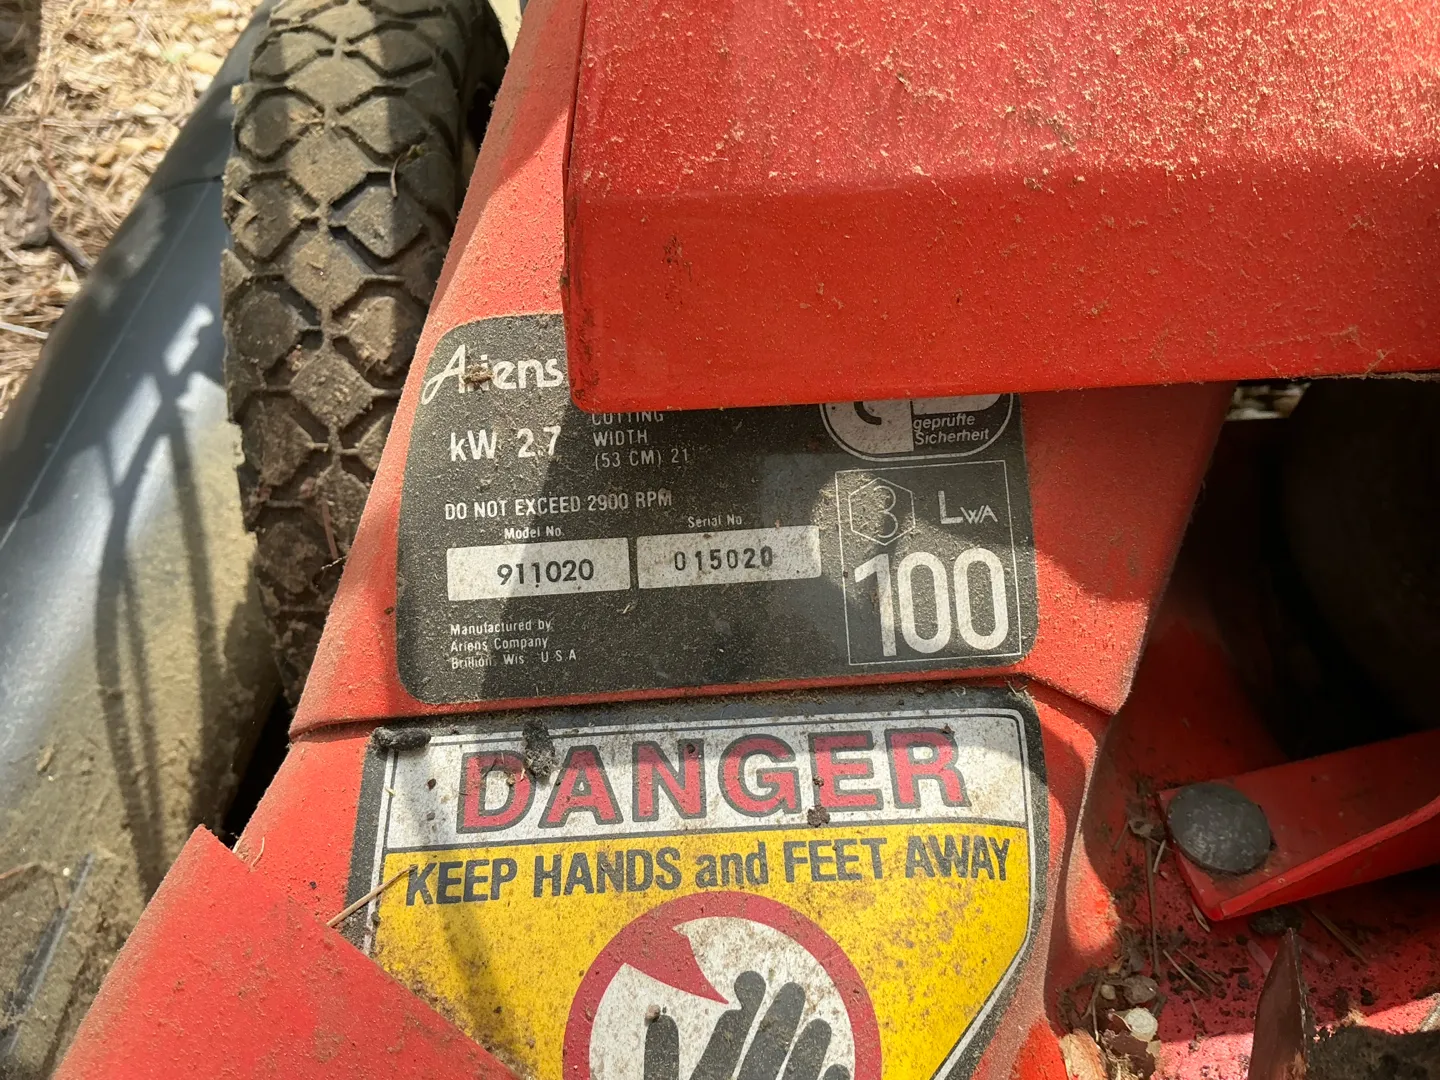 Ariens
kW 2.7
CUTTING
WIDTH
(53 CM) 21"
geprüfte
Sicherheit
DO NOT EXCEED 2900 RPM
Model No.
911020
Serial No
015020
LWA
100
Manufactured by
Ariens Company
Brillion, Wis U.S.A
DANGER
KEEP HANDS and FEET AWAY